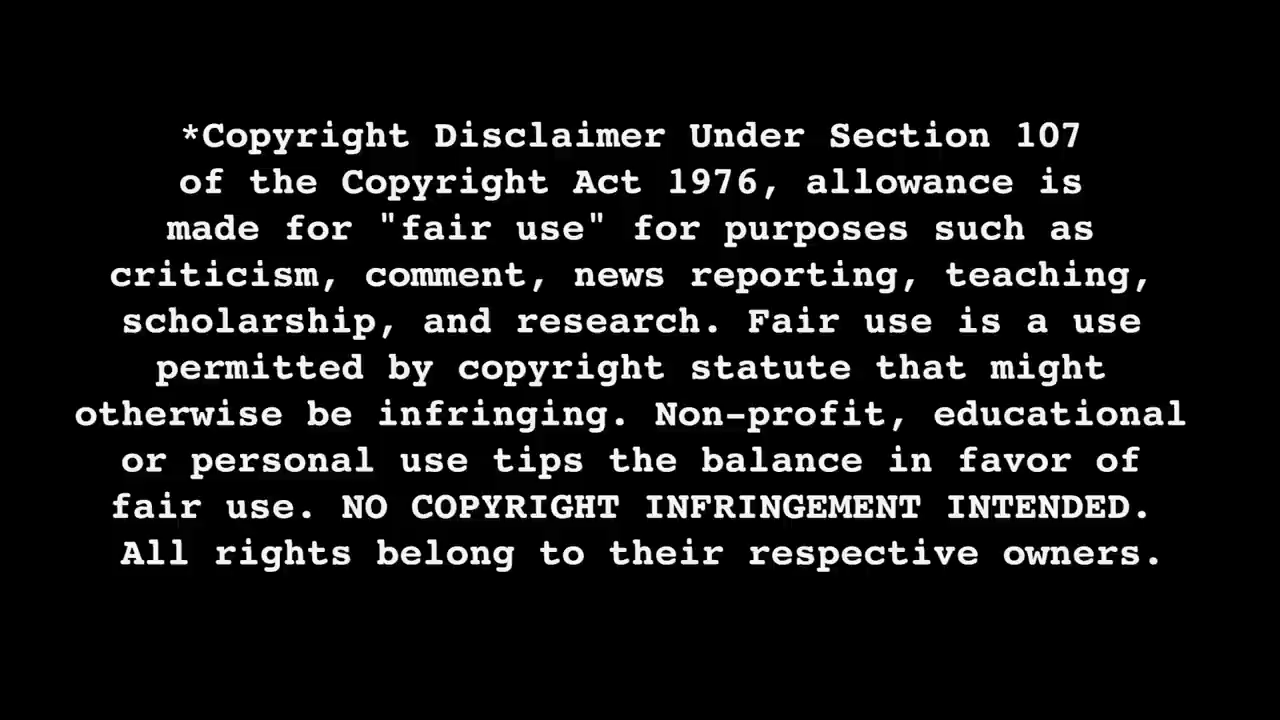 *Copyright Disclaimer Under Section 107
of the Copyright Act 1976, allowance is
made for "fair use" for purposes such as
criticism, comment, news reporting, teaching,
scholarship, and research. Fair use is a use
permitted by copyright statute that might
otherwise be infringing. Non-profit, educational
or personal use tips the balance in favor of
fair use. NO COPYRIGHT INFRINGEMENT INTENDED.
All rights belong to their respective owners.